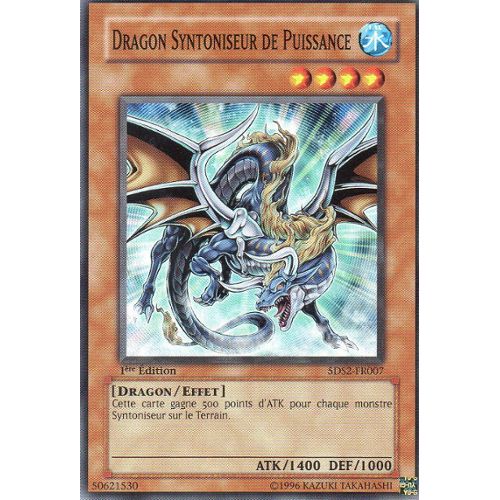 DRAGON SYNTONISEUR DE PUISSANCE
水
1ère ÉDITION
5DS2-FR007
[DRAGON/EFFET]
Cette carte gagne 500 points d'ATK pour chaque monstre
Syntoniseur sur le Terrain.
ATK/1400 DEF/1000
50621530
©1996 KAZUKI TAKAHASHI